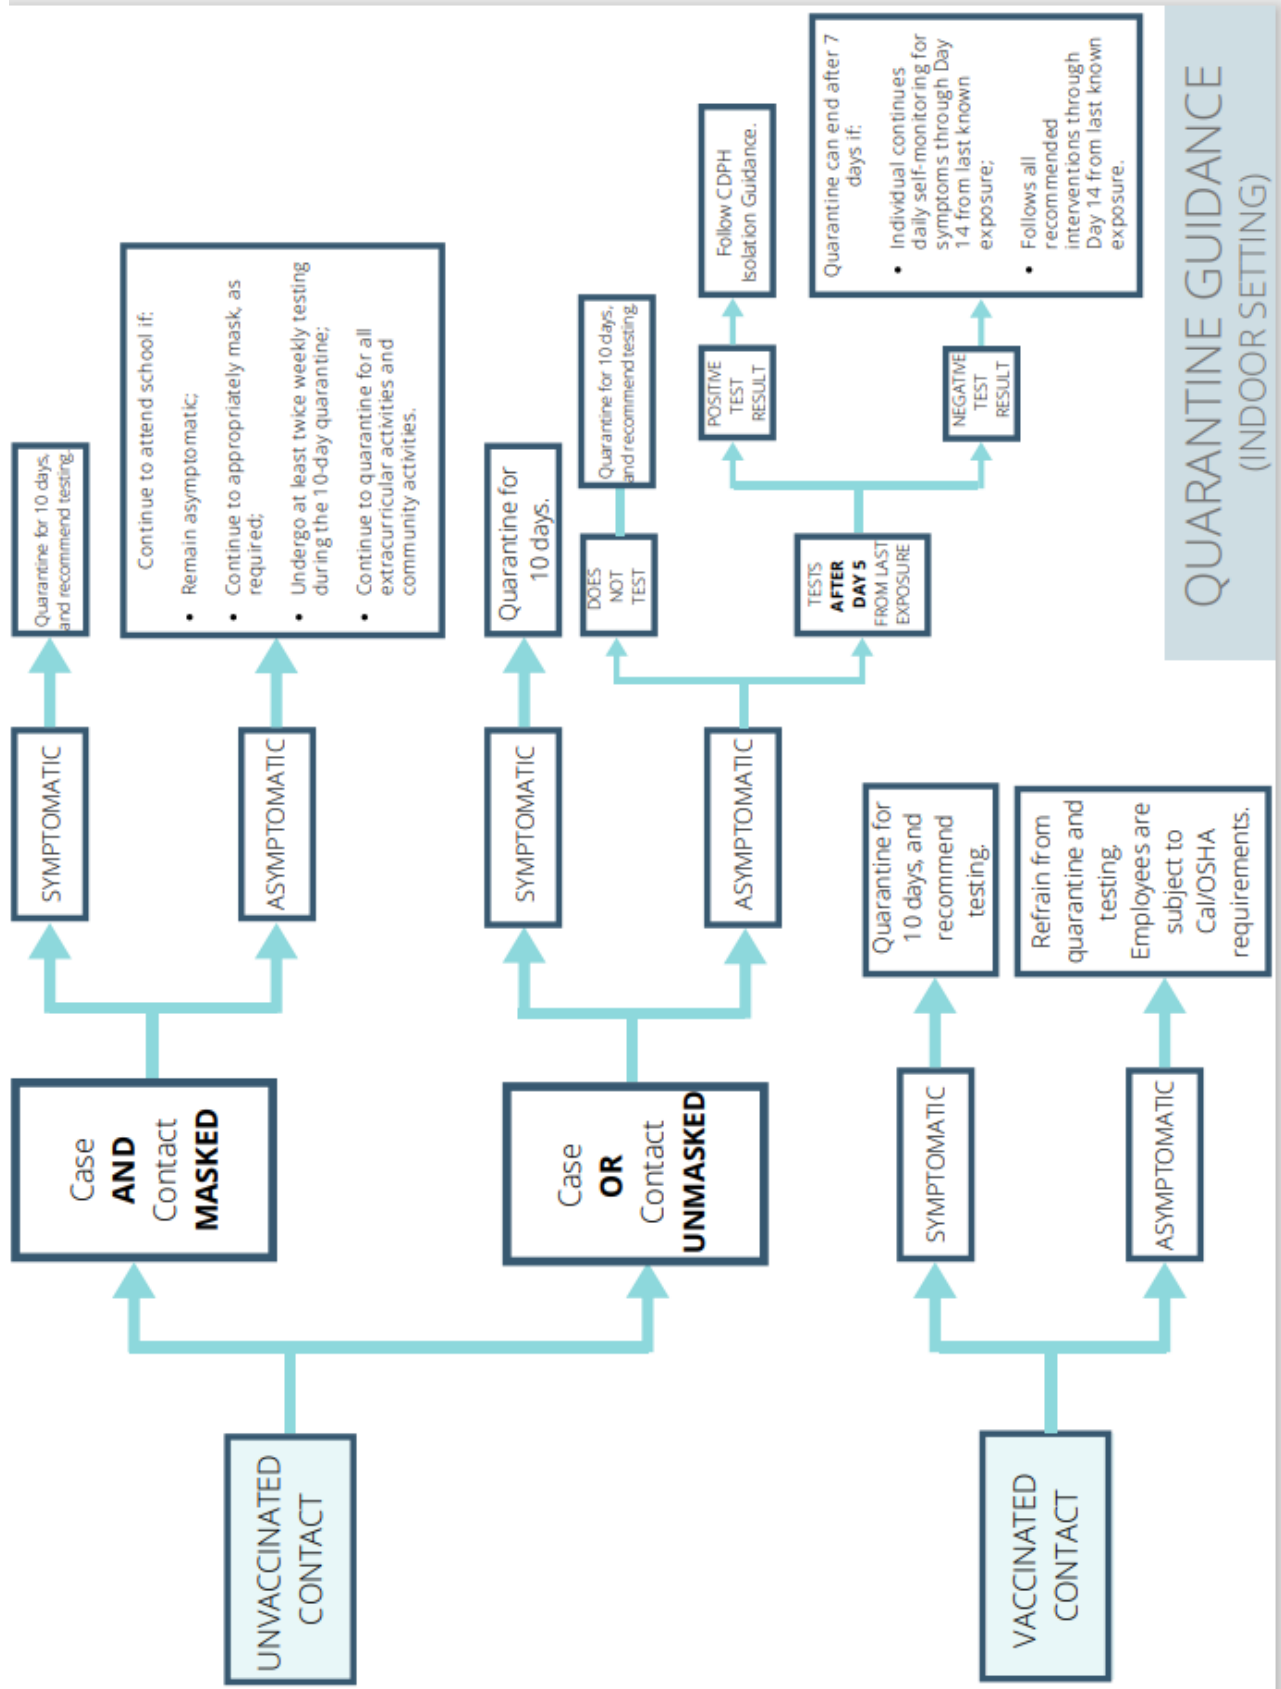 UNVACCINATED
CONTACT
Case
AND
Contact
MASKED
SYMPTOMATIC
Quarantine for 10 days,
and recommend testing.
ASYMPTOMATIC
Continue to attend school if:
• Remain asymptomatic;
• Continue to appropriately mask, as
required;
• Undergo at least twice weekly testing
during the 10-day quarantine;
• Continue to quarantine for all
extracurricular activities and
community activities.
Case
OR
Contact
UNMASKED
SYMPTOMATIC
Quarantine for
10 days.
ASYMPTOMATIC
DOES
NOT
TEST
Quarantine for 10 days,
and recommend testing.
TESTS
AFTER
DAY 5
FROM LAST
EXPOSURE
POSITIVE
TEST
RESULT
Follow CDPH
Isolation Guidance.
NEGATIVE
TEST
RESULT
Quarantine can end after 7
days if:
• Individual continues
daily self-monitoring for
symptoms through Day
14 from last known
exposure;
• Follows all
recommended
interventions through
Day 14 from last known
exposure.
VACCINATED
CONTACT
SYMPTOMATIC
Quarantine for
10 days, and
recommend
testing.
ASYMPTOMATIC
Refrain from
quarantine and
testing.
Employees are
subject to
Cal/OSHA
requirements.
QUARANTINE GUIDANCE
(INDOOR SETTING)